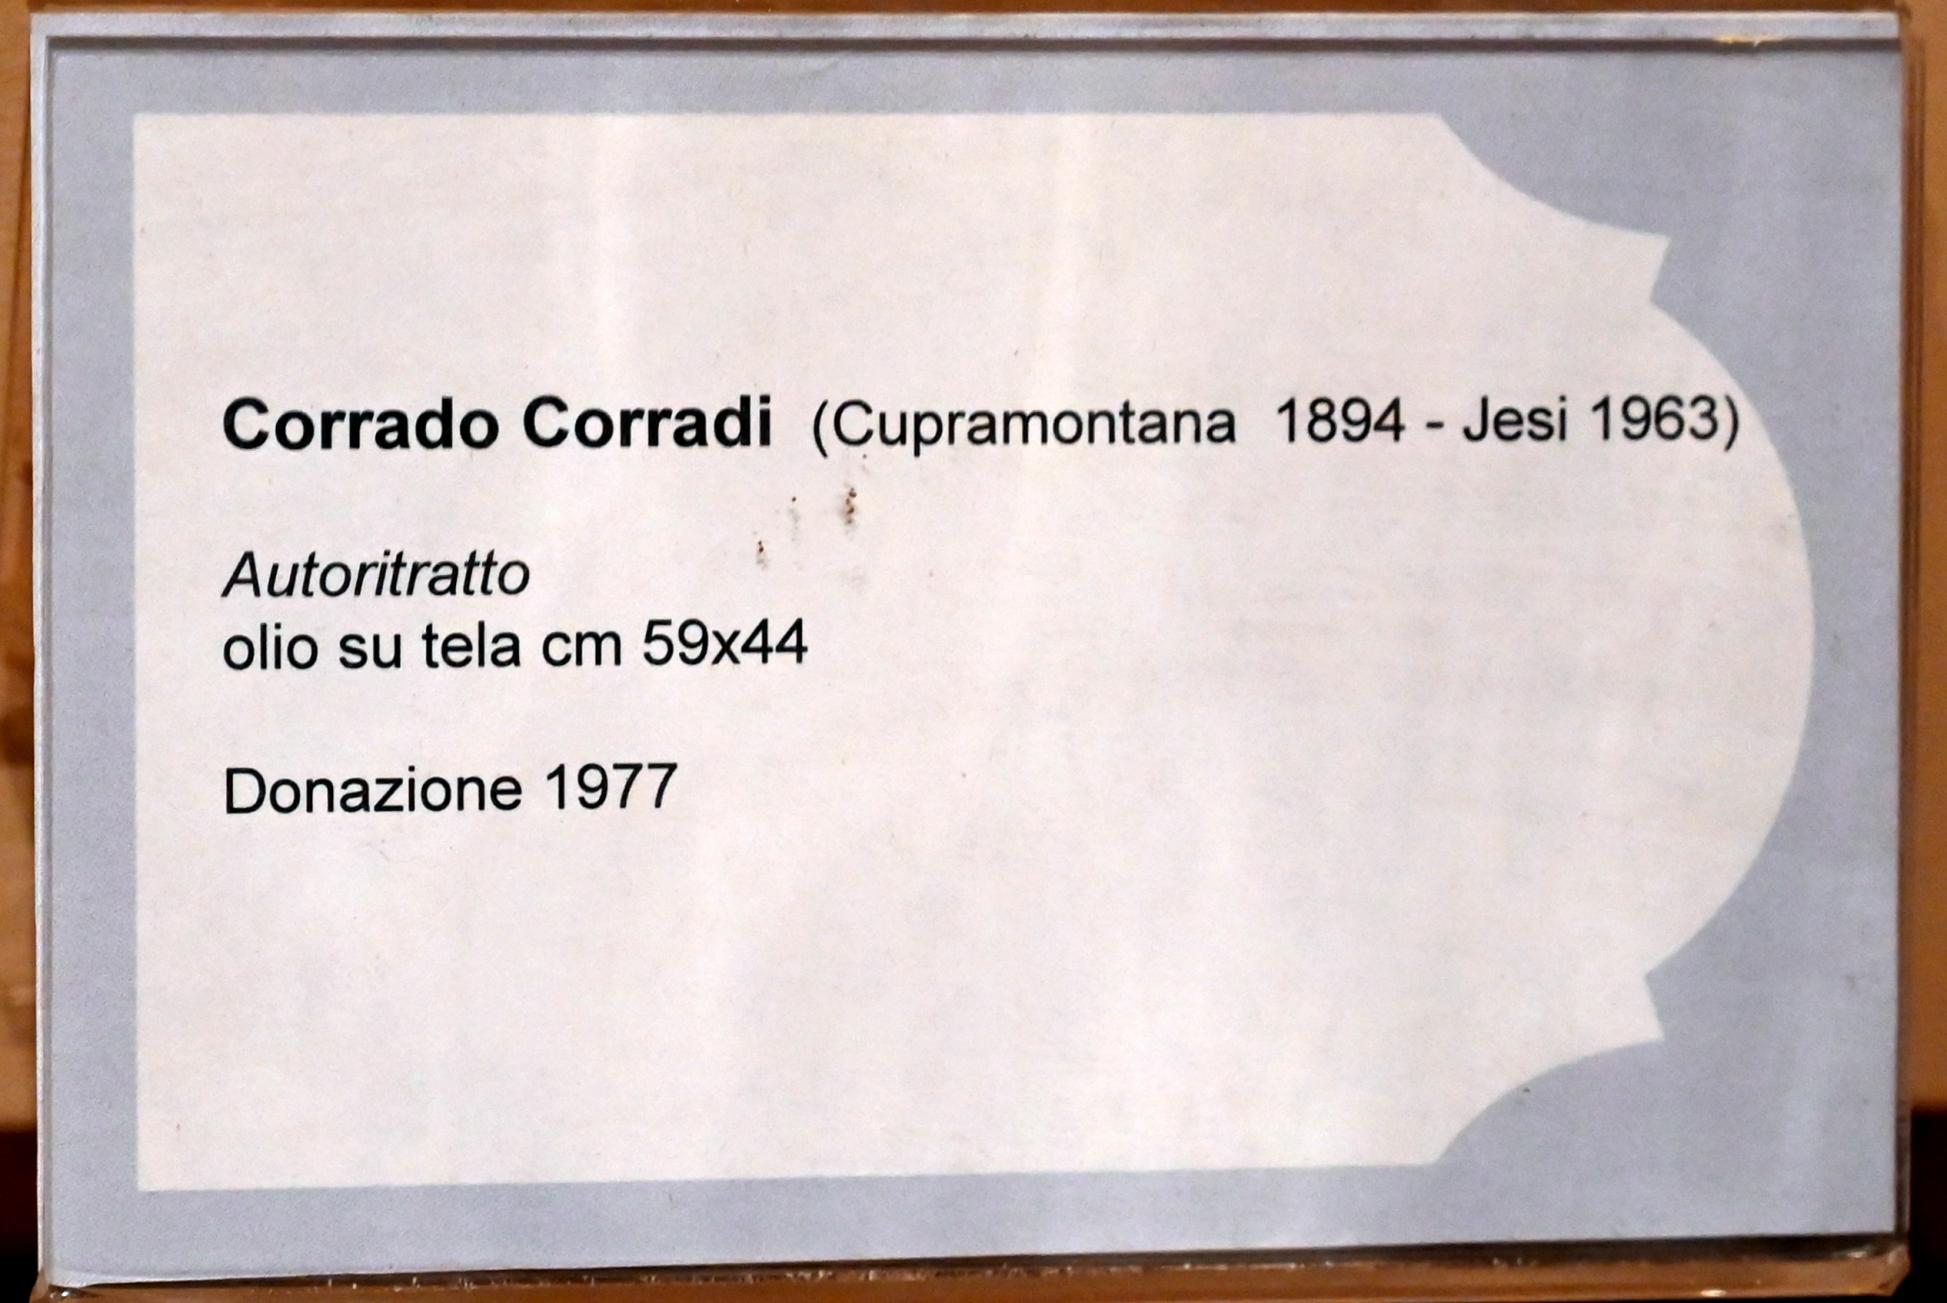 Corrado Corradi (Cupramontana 1894 - Jesi 1963)
Autoritratto
olio su tela cm 59x44
Donazione 1977